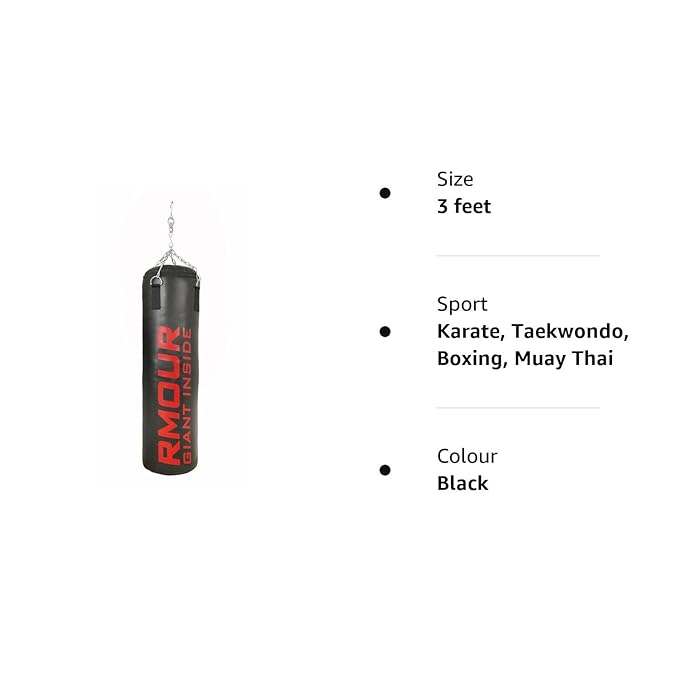 RMOUR
GIANT INSIDE
Size
3 feet
Sport
Karate, Taekwondo,
Boxing, Muay Thai
Colour
Black